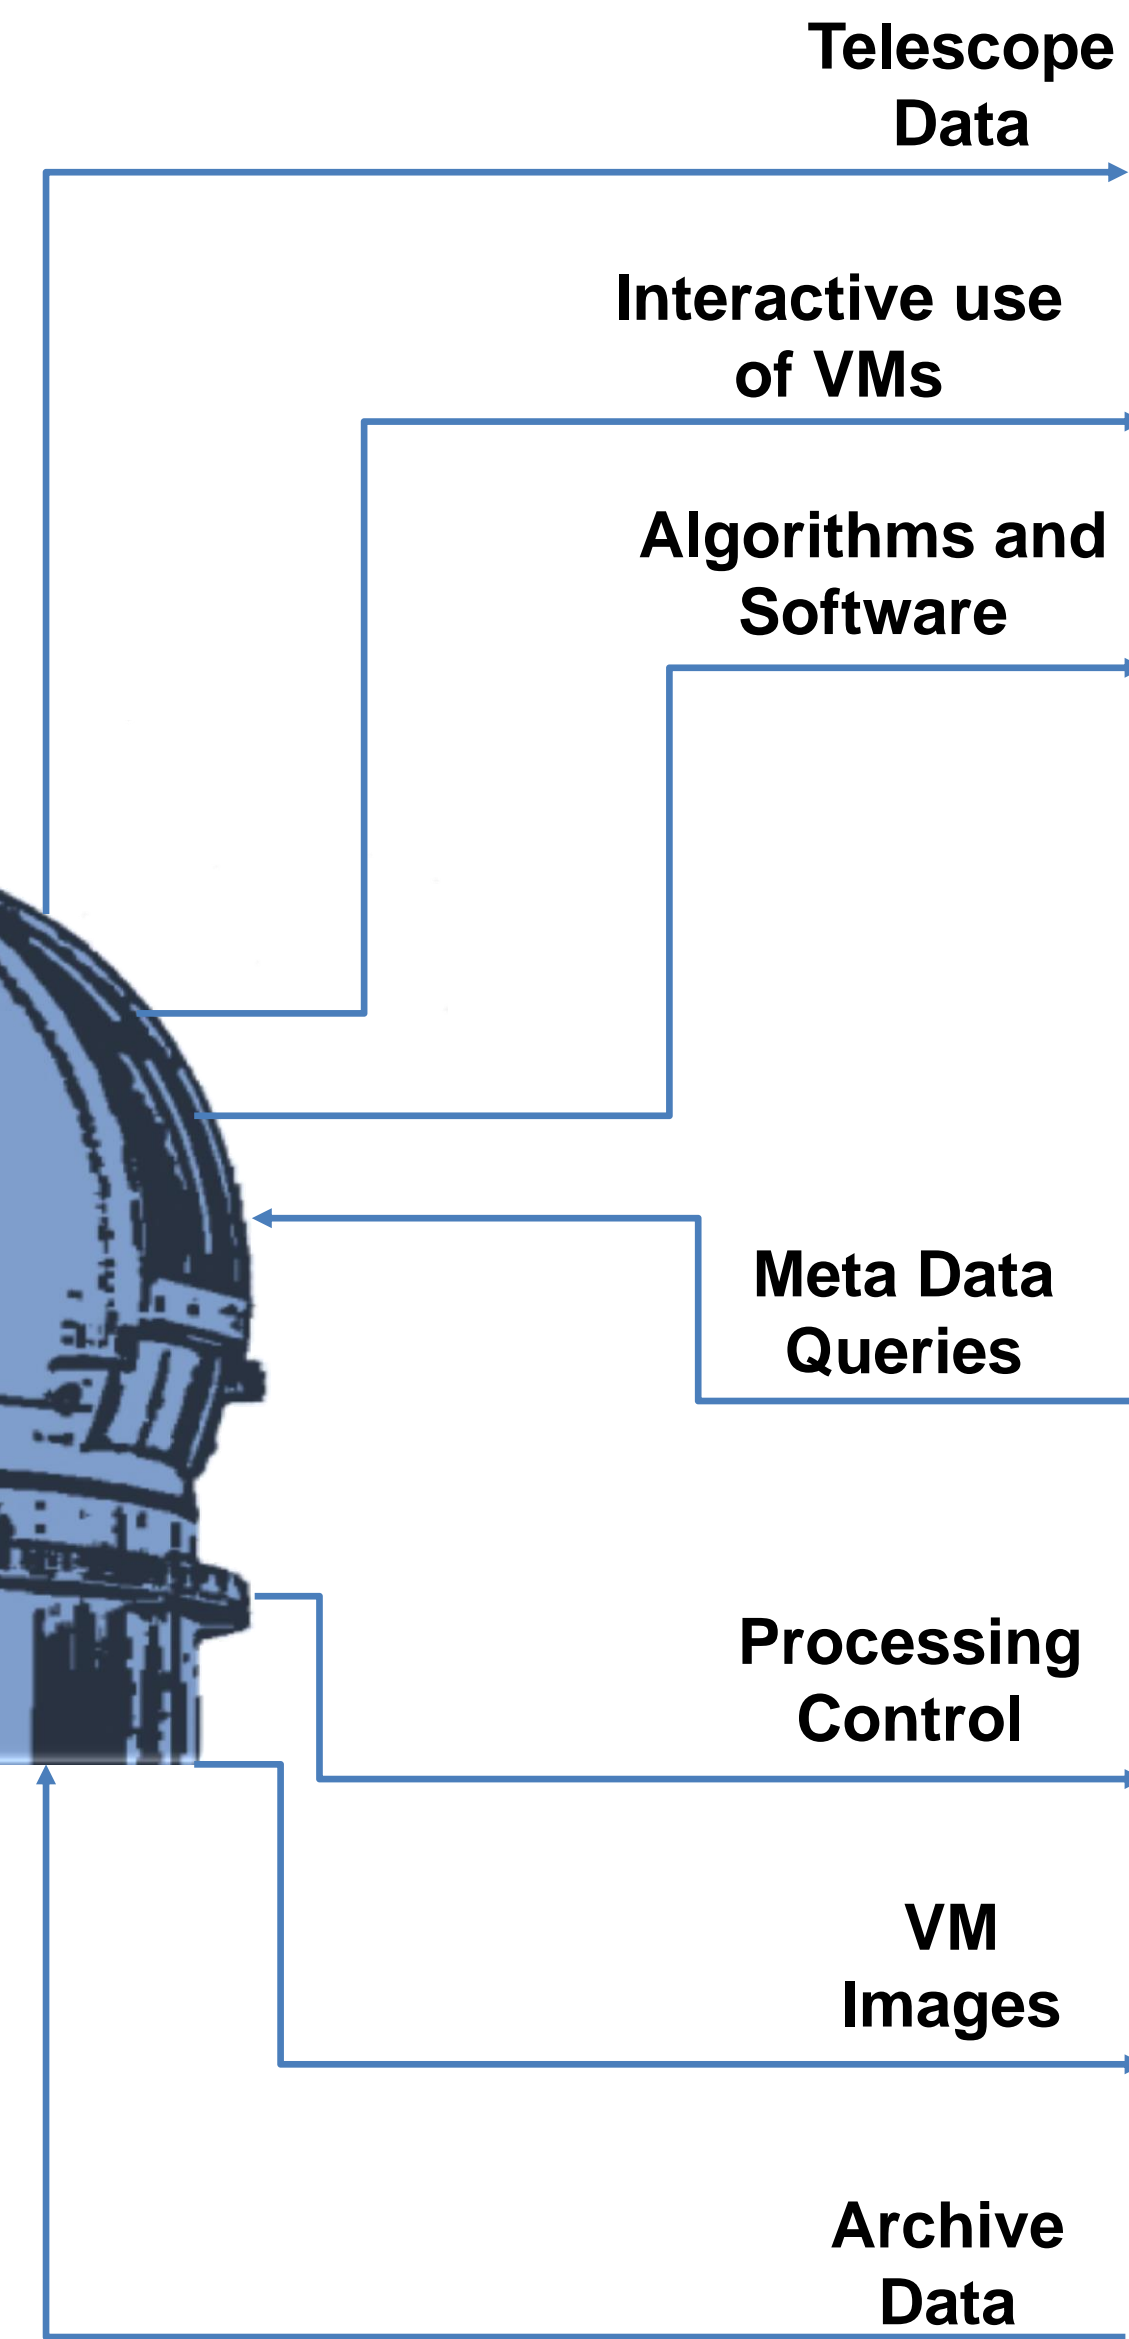 Telescope
Data
Interactive use
of VMs
Algorithms and
Software
Meta Data
Queries
Processing
Control
VM
Images
Archive
Data